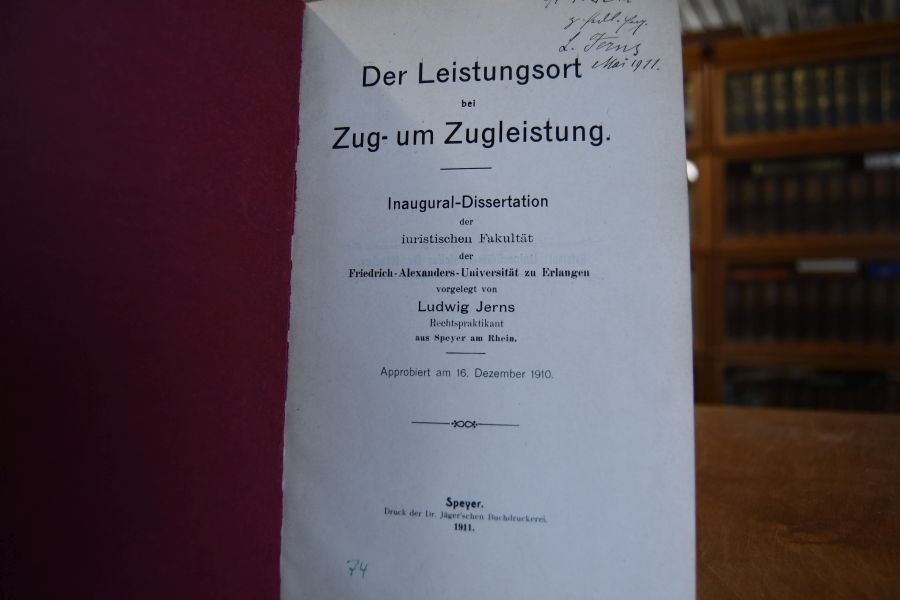 L. Jerns
Mai 1911.
Der Leistungsort
bei
Zug- um Zugleistung.
Inaugural-Dissertation
der
iuristischen Fakultät
der
Friedrich-Alexanders-Universität zu Erlangen
vorgelegt von
Ludwig Jerns
Rechtspraktikant
aus Speyer am Rhein.
Approbiert am 16. Dezember 1910.
Speyer.
Druck der Dr. Jäger'schen Buchdruckerei.
1911.
74